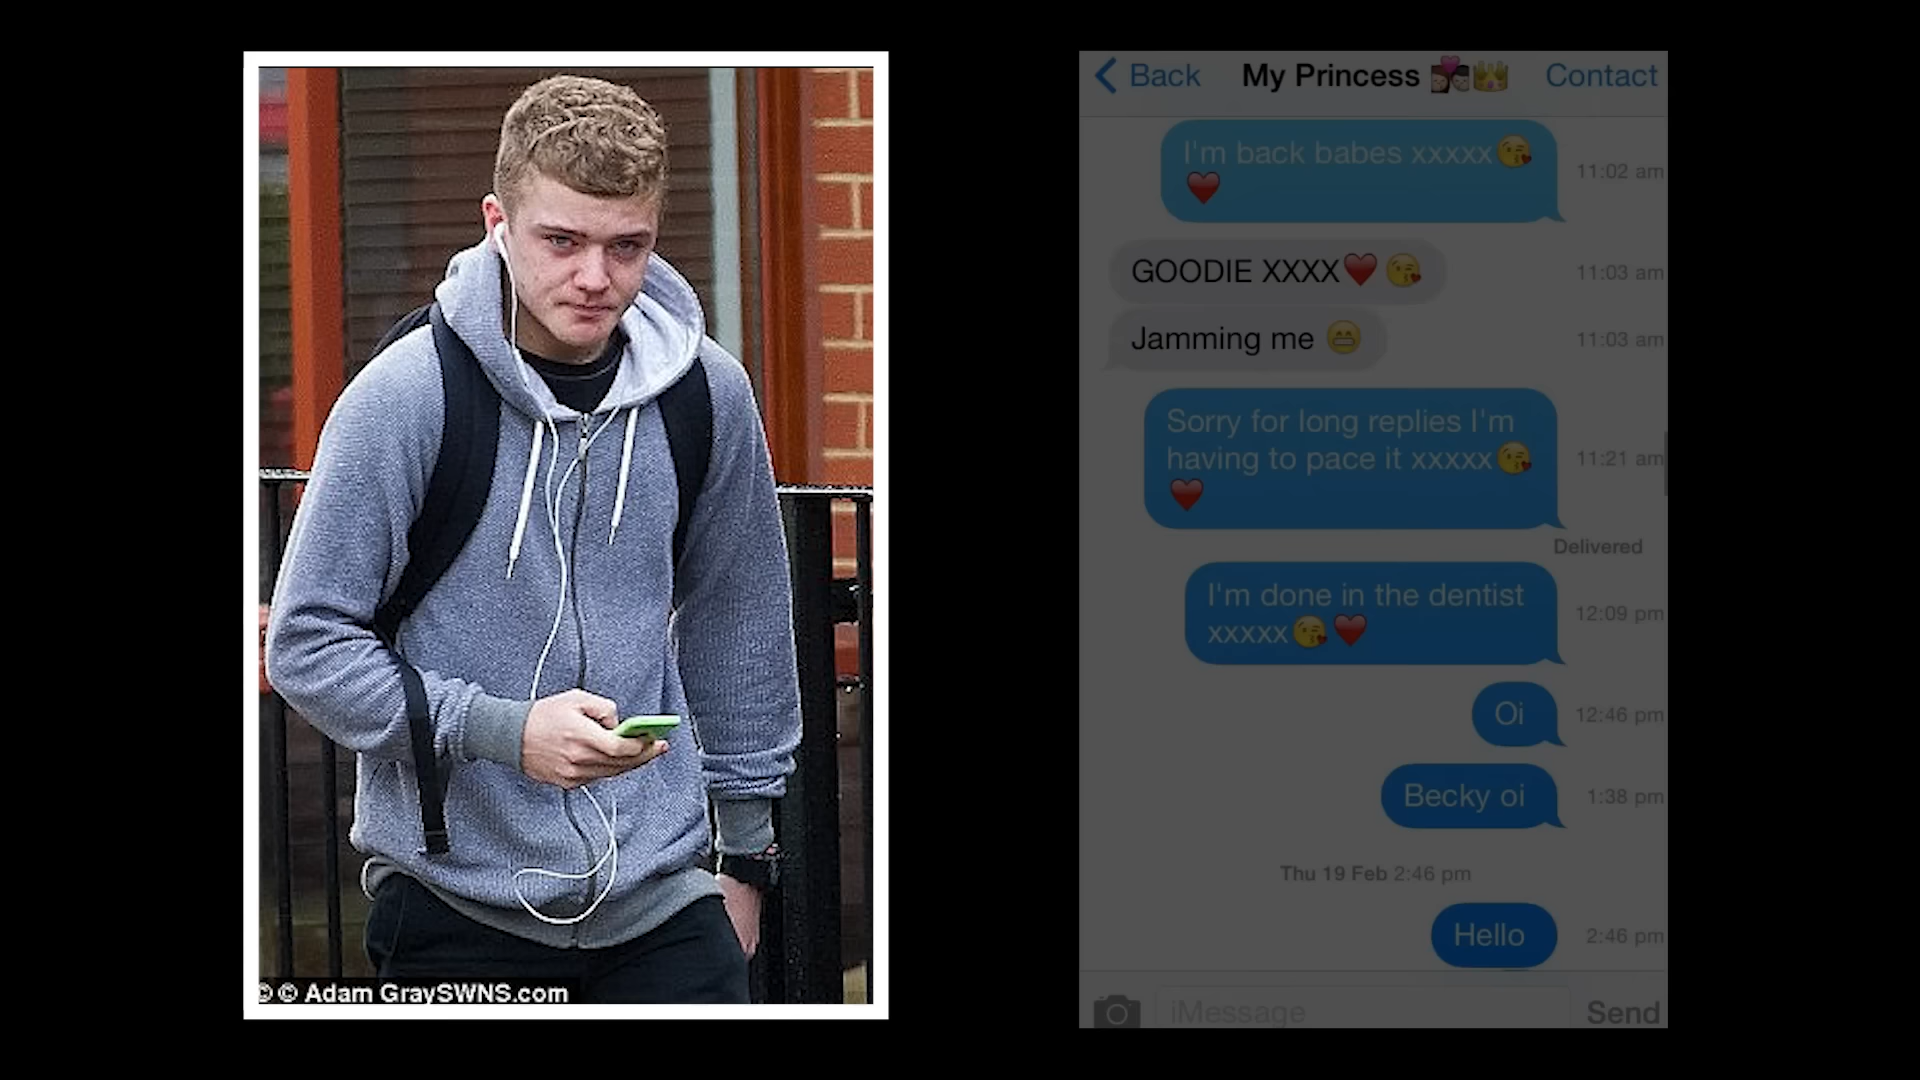 © © Adam GraySWNS.com
Back
My Princess 💏👑
Contact
I'm back babes xxxxx😘
❤️
11:02 am
GOODIE XXXX❤️😘
11:03 am
Jamming me 😁
11:03 am
Sorry for long replies I'm
having to pace it xxxxx😘
❤️
11:21 am
Delivered
I'm done in the dentist
xxxxx😘❤️
12:09 pm
Oi
12:46 pm
Becky oi
1:38 pm
Thu 19 Feb 2:46 pm
Hello
2:46 pm
iMessage
Send